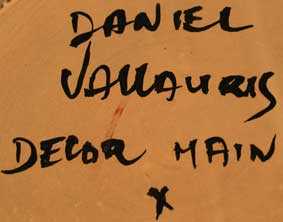 DANIEL
VALLAURIS
DECOR MAIN
X